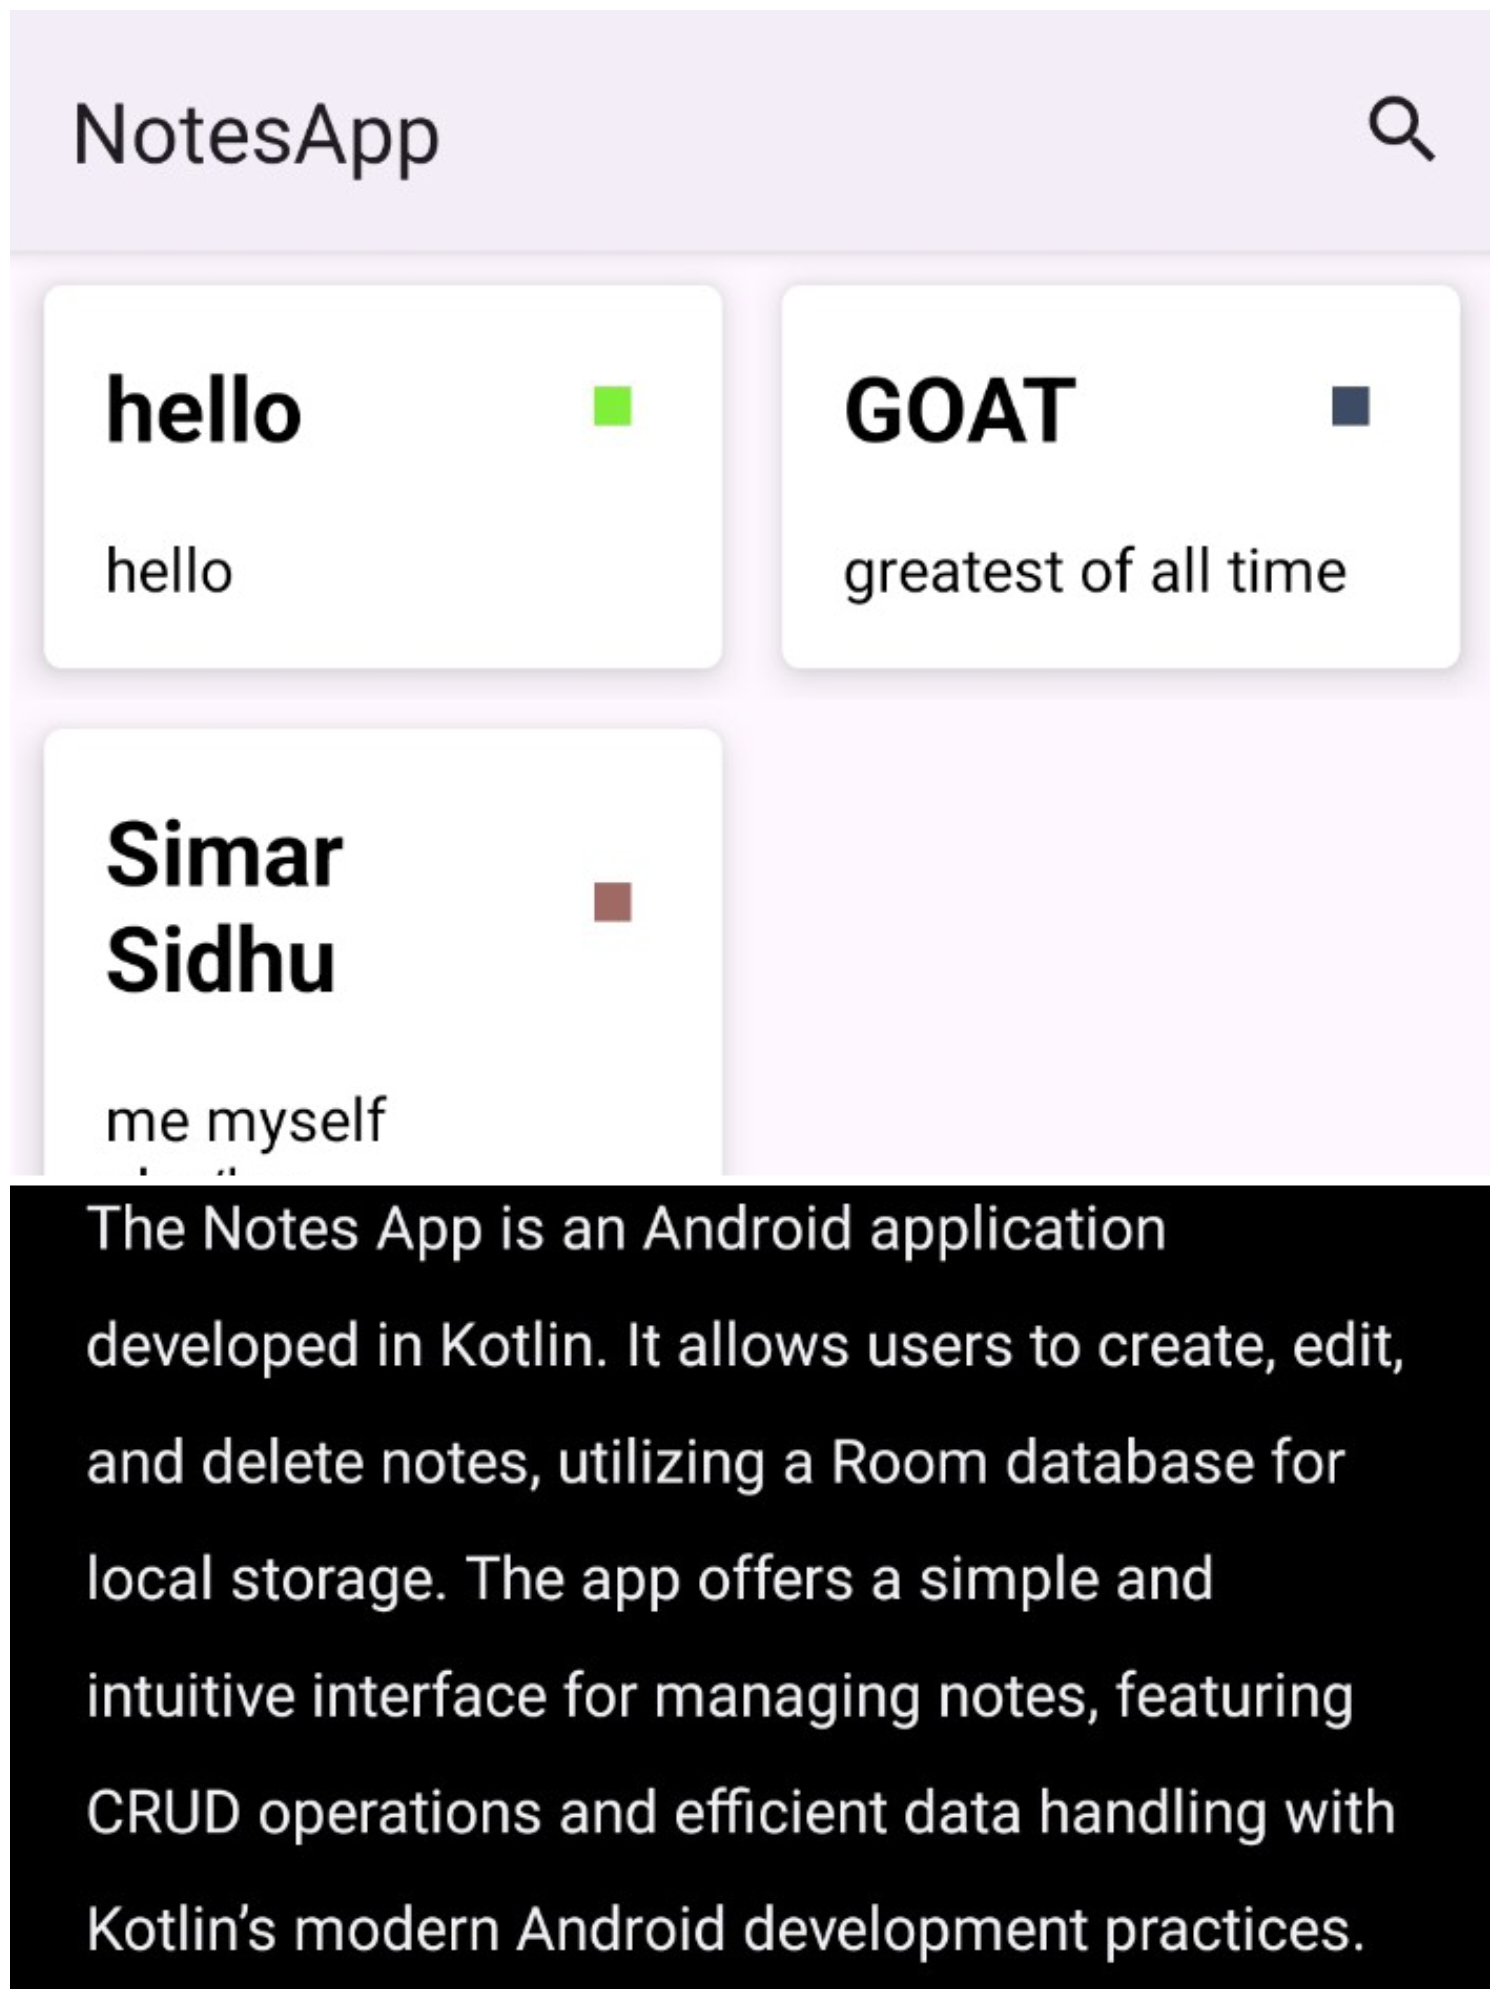 NotesApp
hello
hello
GOAT
greatest of all time
Simar
Sidhu
me myself
The Notes App is an Android application
developed in Kotlin. It allows users to create, edit,
and delete notes, utilizing a Room database for
local storage. The app offers a simple and
intuitive interface for managing notes, featuring
CRUD operations and efficient data handling with
Kotlin’s modern Android development practices.